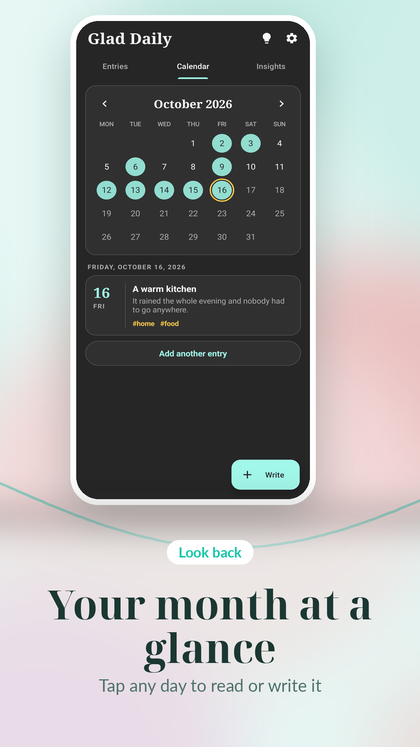 Glad Daily
Entries Calendar Insights
October 2026
MON TUE WED THU FRI SAT SUN
1 2 3 4
5 6 7 8 9 10 11
12 13 14 15 16 17 18
19 20 21 22 23 24 25
26 27 28 29 30 31
FRIDAY, OCTOBER 16, 2026
16
FRI
A warm kitchen
It rained the whole evening and nobody had
to go anywhere.
#home #food
Add another entry
+ Write
Look back
Your month at a
glance
Tap any day to read or write it